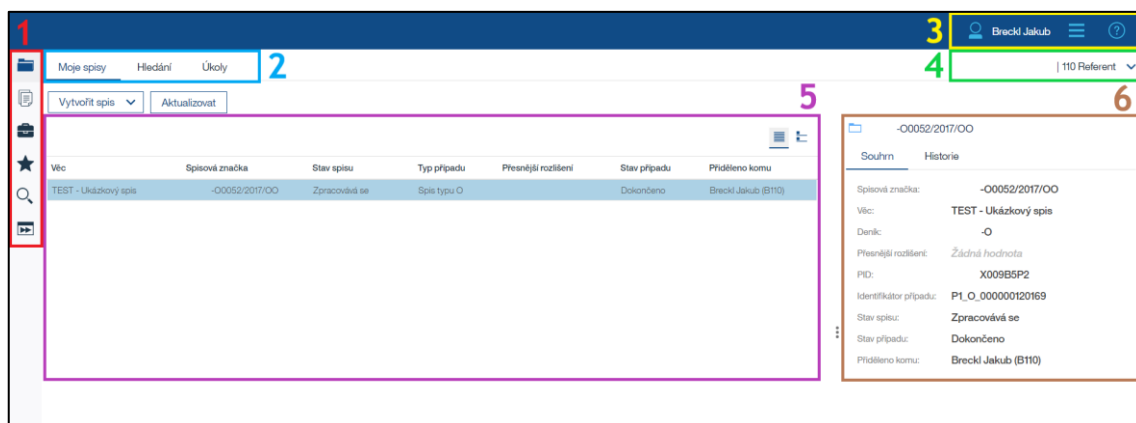 1
3 Breckl Jakub ?
Moje spisy Hledání Úkoly 2
4 | 110 Referent
Vytvořit spis Aktualizovat 5
6
-O0052/2017/OO
Souhrn Historie
Věc Spisová značka Stav spisu Typ případu Přesnější rozlišení Stav případu Přiděleno komu
TEST - Ukázkový spis -O0052/2017/OO Zpracovává se Spis typu O Dokončeno Breckl Jakub (B110)
Spisová značka: -O0052/2017/OO
Věc: TEST - Ukázkový spis
Deník: -O
Přesnější rozlišení: Žádná hodnota
PID: X009B5P2
Identifikátor případu: P1_O_000000120169
Stav spisu: Zpracovává se
Stav případu: Dokončeno
Přiděleno komu: Breckl Jakub (B110)